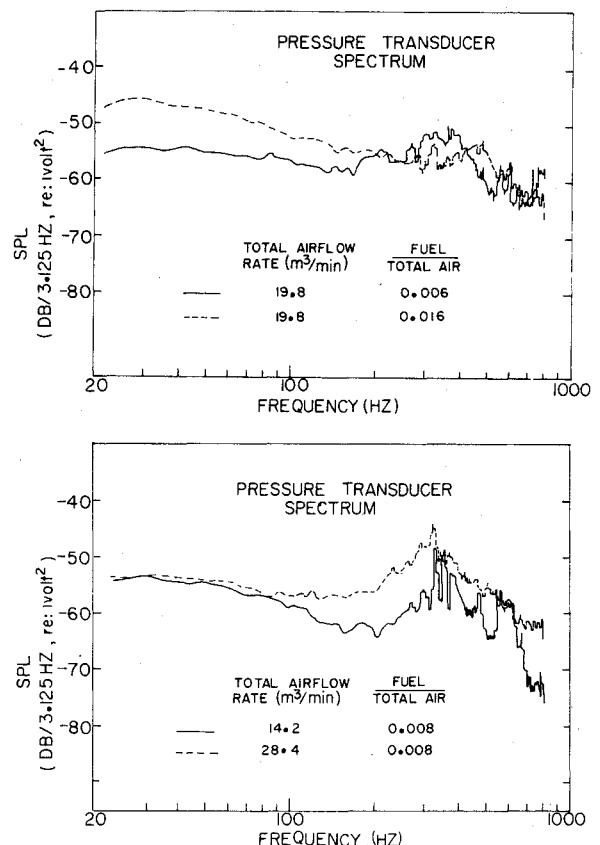 PRESSURE TRANSDUCER
SPECTRUM
-40
-50
-60
-70
-80
SPL
(DB/3•125 HZ, re: 1volt²)
TOTAL AIRFLOW
RATE (m³/min)
FUEL
TOTAL AIR
19•8
0•006
19•8
0•016
20
100
1000
FREQUENCY (HZ)
PRESSURE TRANSDUCER
SPECTRUM
-40
-50
-60
-70
-80
SPL
(DB/3•125 HZ, re: 1volt²)
TOTAL AIRFLOW
RATE (m³/min)
FUEL
TOTAL AIR
14•2
0•008
28•4
0•008
20
100
1000
FREQUENCY (HZ)